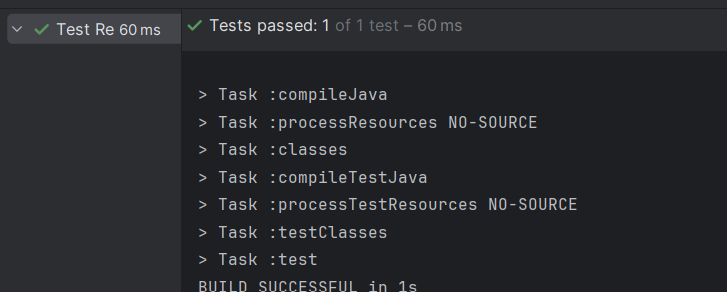 Test Re 60 ms
Tests passed: 1 of 1 test – 60 ms
> Task :compileJava
> Task :processResources NO-SOURCE
> Task :classes
> Task :compileTestJava
> Task :processTestResources NO-SOURCE
> Task :testClasses
> Task :test
BUILD SUCCESSFUL in 1s